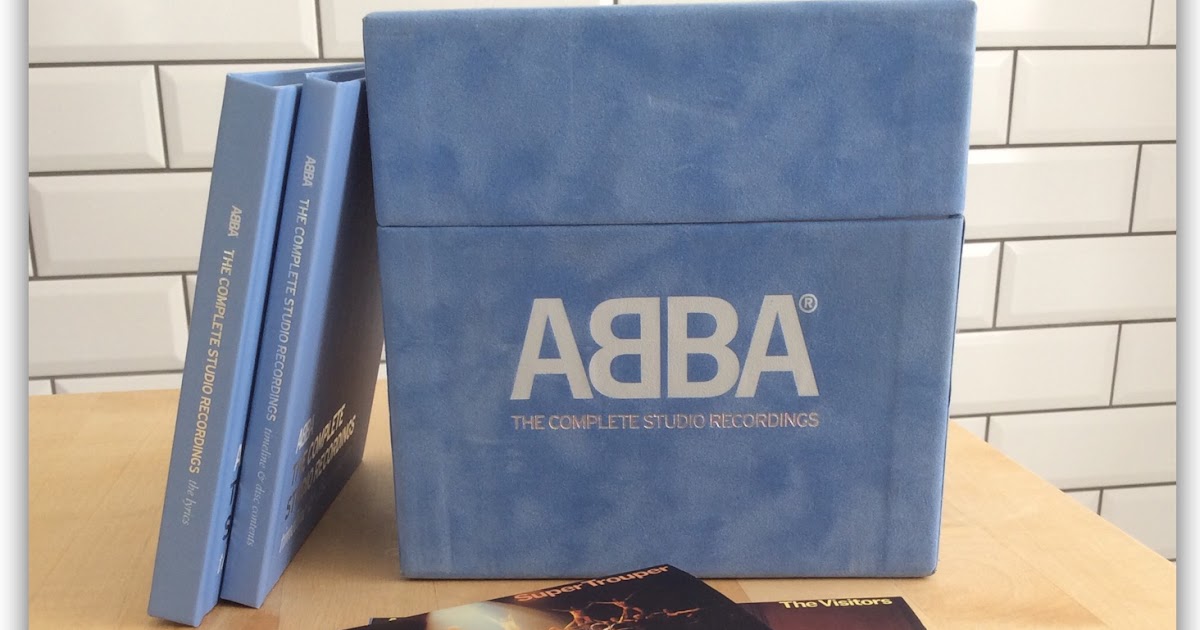 ABBA THE COMPLETE STUDIO RECORDINGS the lyrics
ABBA THE COMPLETE STUDIO RECORDINGS timeline & disc contents
ABBA
THE COMPLETE
STUDIO RECORDINGS
ABBA®
THE COMPLETE STUDIO RECORDINGS
Super Trouper
The Visitors